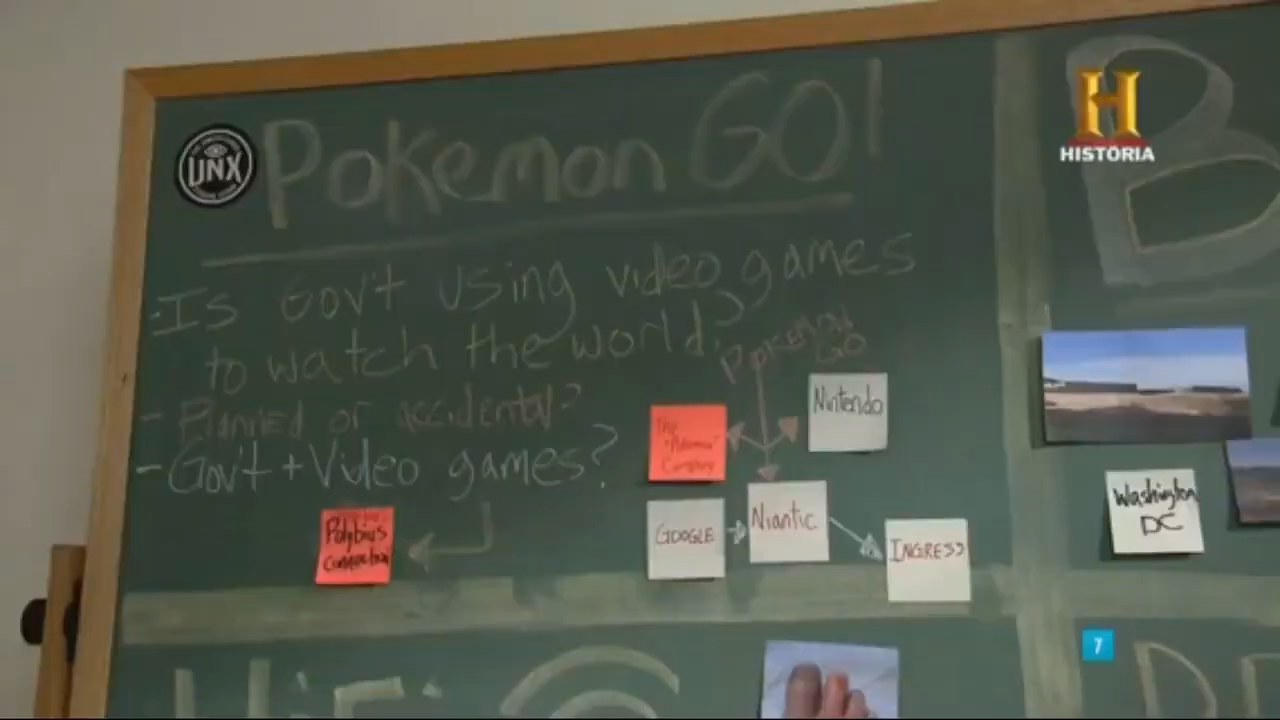 Pokemon GO!
UNX
H
HISTORIA
- Is Gov't using video games
to watch the world?
- Planned or accidental?
- Gov't + Video games?
POKEMON
GO
Nintendo
The
"Pokemon"
Company
GOOGLE
Niantic
INGRESS
Polybius
connection
Washington
DC
7